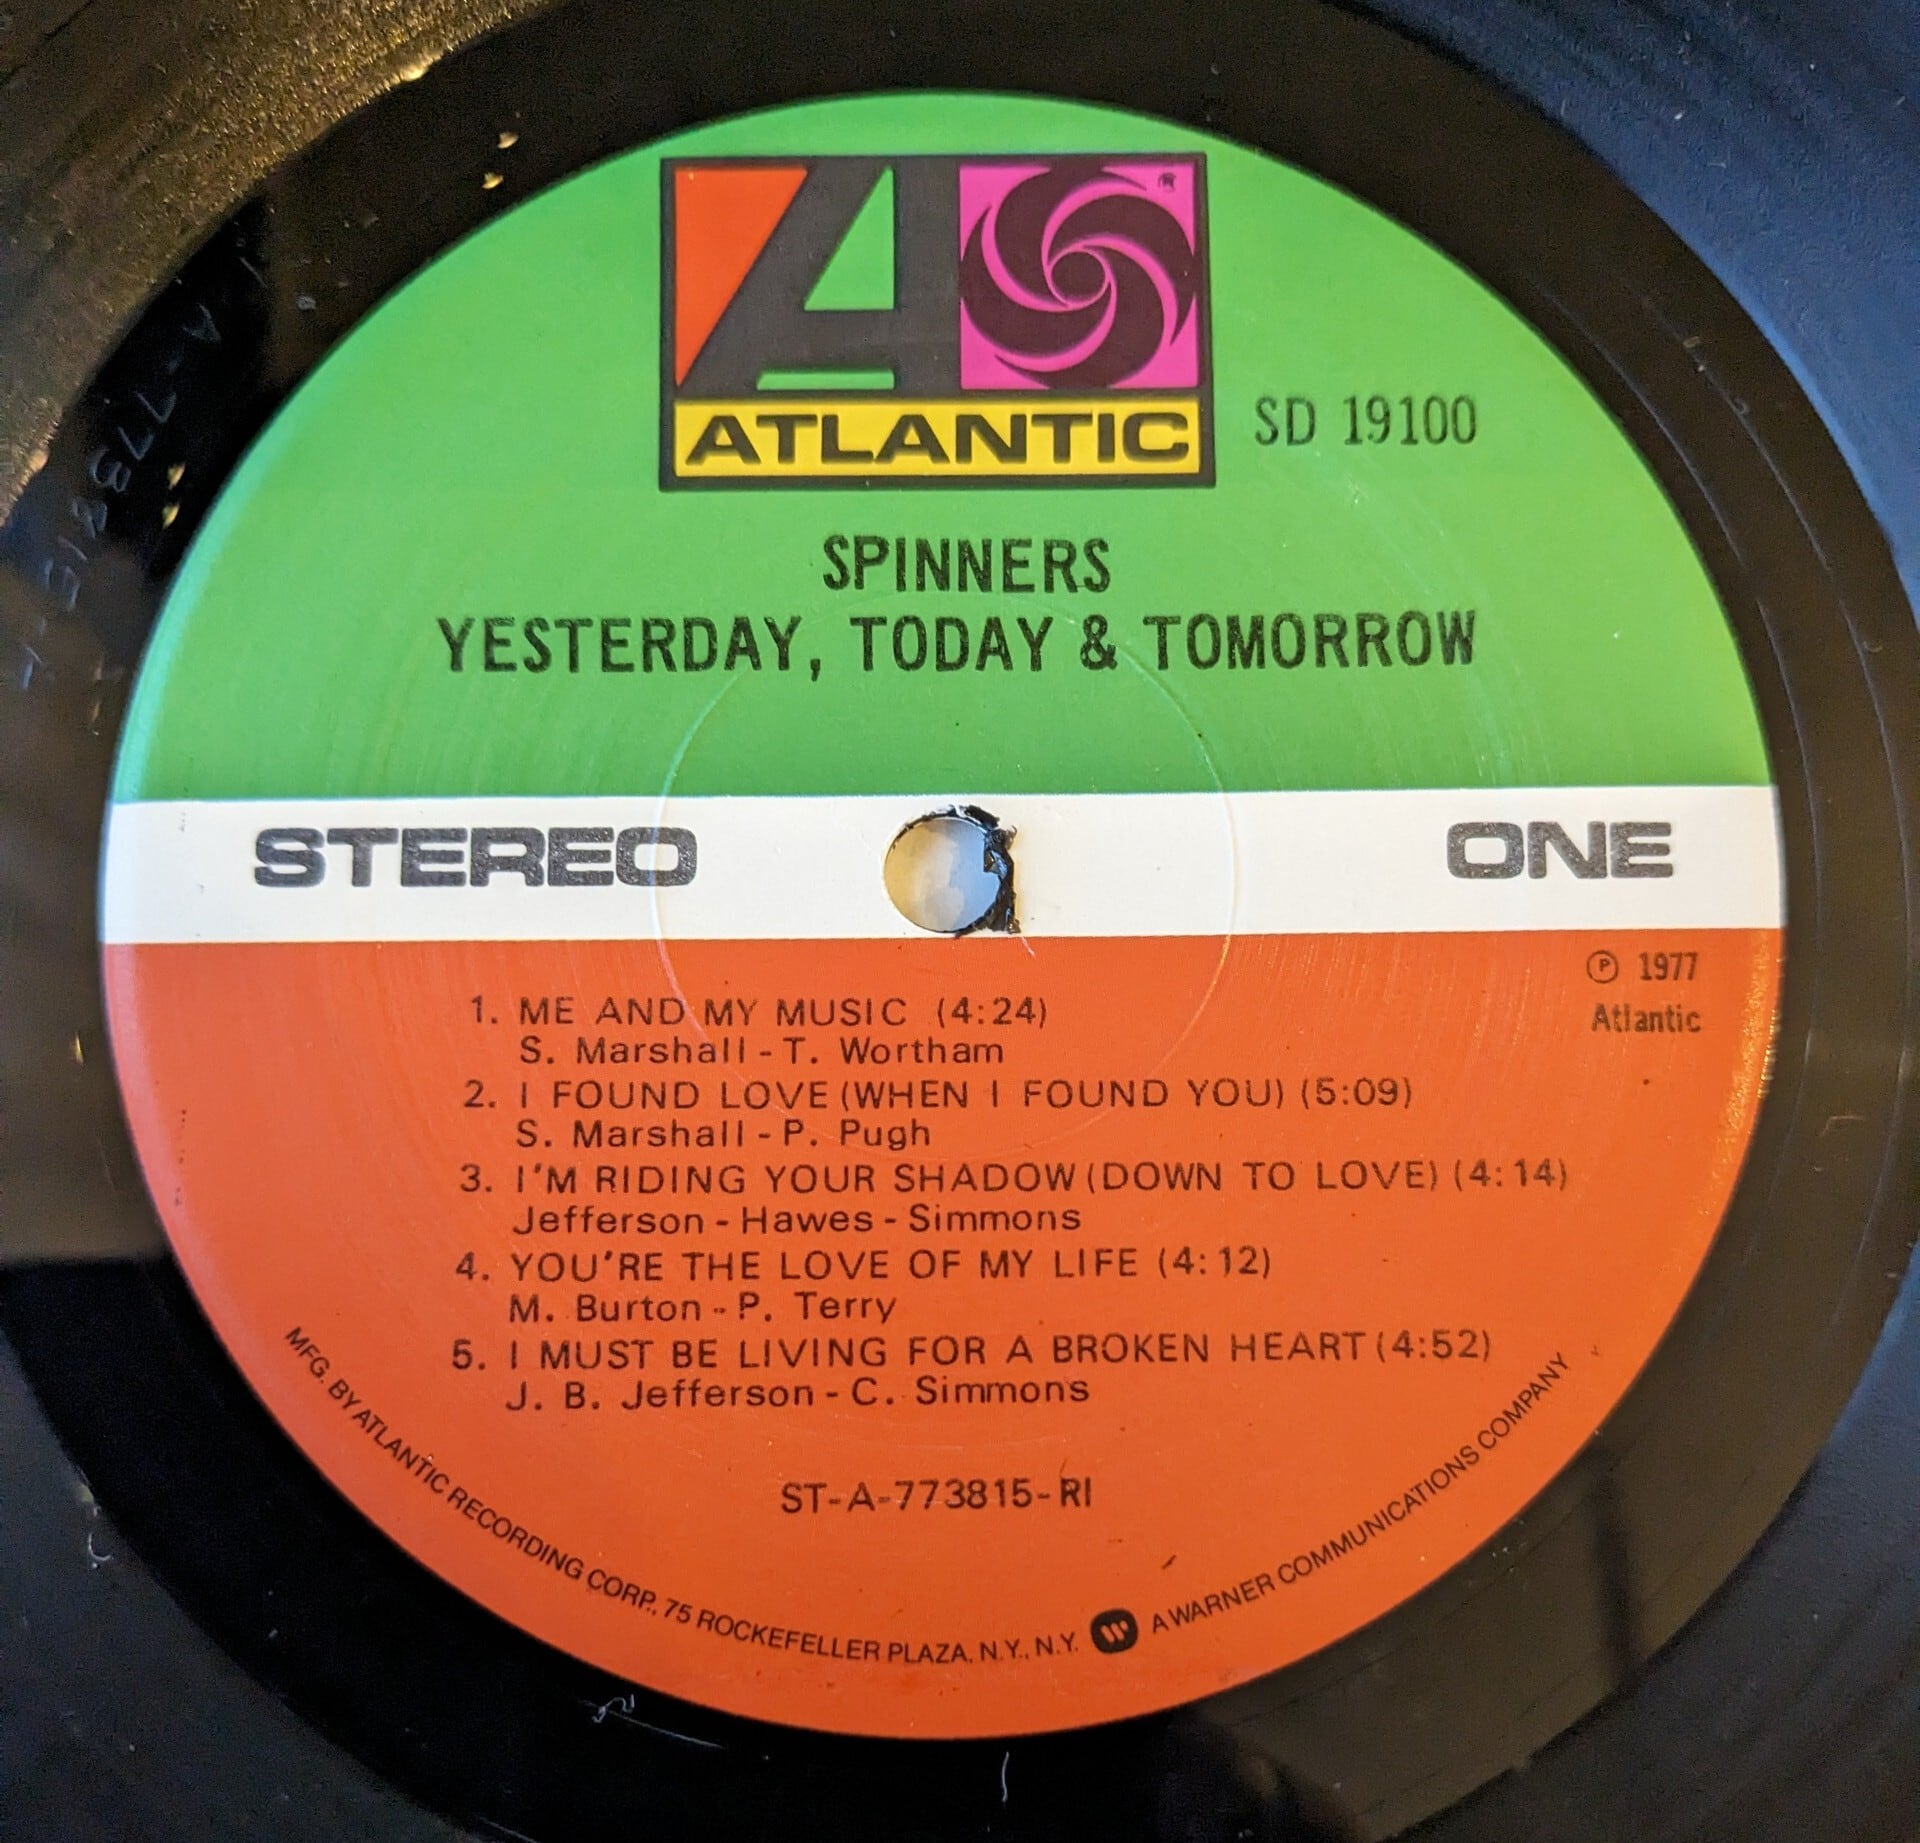 ATLANTIC
SD 19100
SPINNERS
YESTERDAY, TODAY & TOMORROW
STEREO
ONE
℗ 1977
Atlantic
1. ME AND MY MUSIC (4:24)
S. Marshall - T. Wortham
2. I FOUND LOVE (WHEN I FOUND YOU) (5:09)
S. Marshall - P. Pugh
3. I'M RIDING YOUR SHADOW (DOWN TO LOVE) (4:14)
Jefferson - Hawes - Simmons
4. YOU'RE THE LOVE OF MY LIFE (4:12)
M. Burton - P. Terry
5. I MUST BE LIVING FOR A BROKEN HEART (4:52)
J. B. Jefferson - C. Simmons
ST-A-773815-RI
MFG. BY ATLANTIC RECORDING CORP., 75 ROCKEFELLER PLAZA, N.Y., N.Y. A WARNER COMMUNICATIONS COMPANY